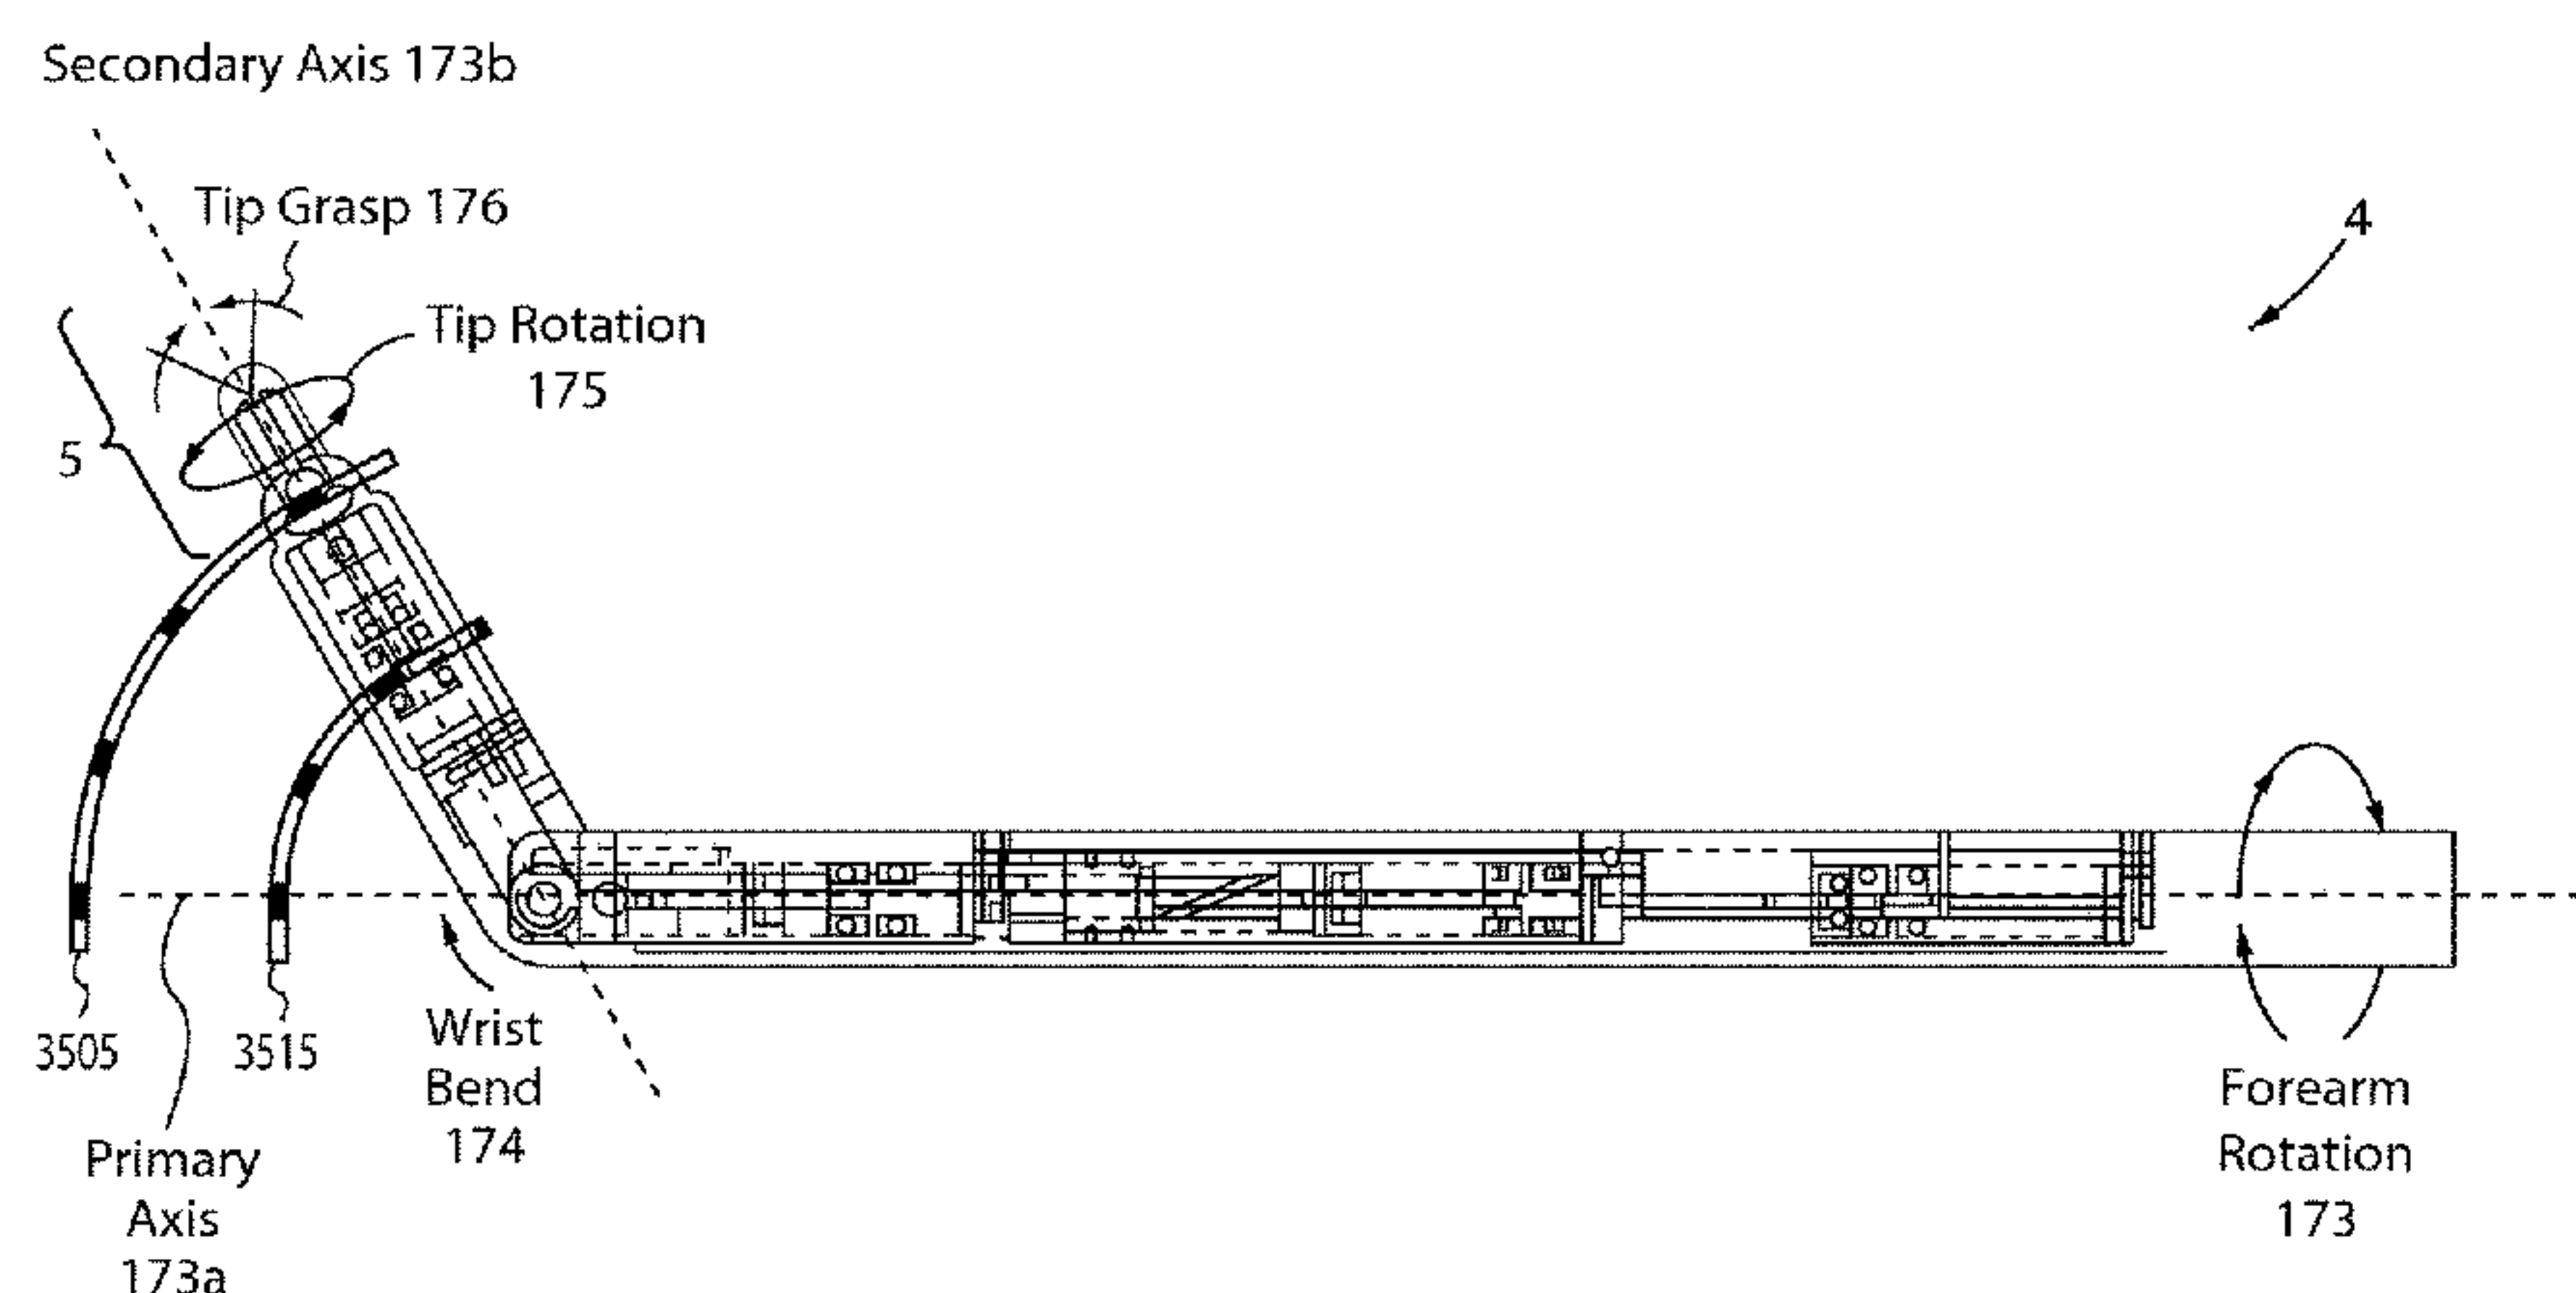 Secondary Axis 173b
Tip Grasp 176
4
Tip Rotation
175
5
3505
3515
Wrist
Bend
174
Primary
Axis
173a
Forearm
Rotation
173